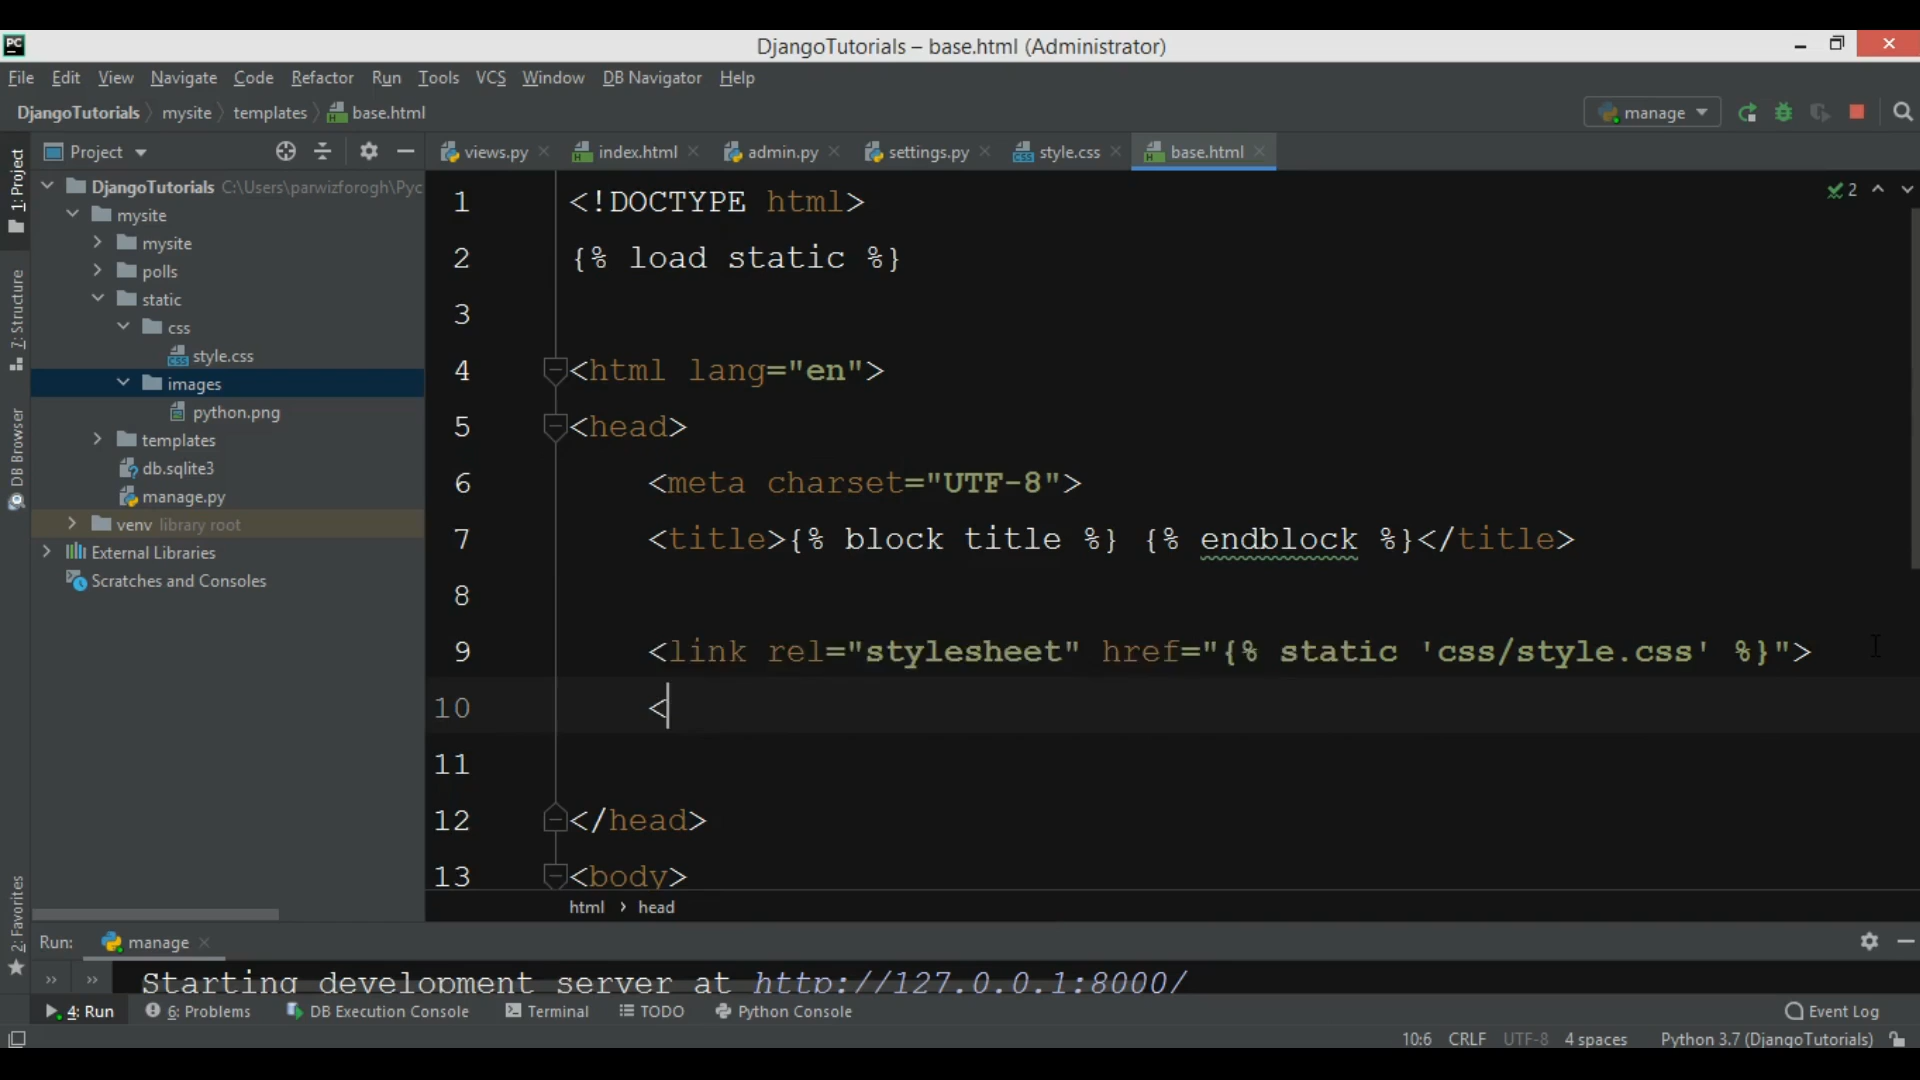 PC DjangoTutorials – base.html (Administrator)
File Edit View Navigate Code Refactor Run Tools VCS Window DB Navigator Help
DjangoTutorials mysite templates base.html manage
Project views.py index.html admin.py settings.py style.css base.html
1: Project
7: Structure
DB Browser
2: Favorites
DjangoTutorials C:\Users\parwizforogh\Pyc
mysite
mysite
polls
static
css
style.css
images
python.png
templates
db.sqlite3
manage.py
venv library root
External Libraries
Scratches and Consoles
2
1 <!DOCTYPE html>
2 {% load static %}
3
4 <html lang="en">
5 <head>
6 <meta charset="UTF-8">
7 <title>{% block title %} {% endblock %}</title>
8
9 <link rel="stylesheet" href="{% static 'css/style.css' %}">
10 <
11
12 </head>
13 <body>
html › head
Run: manage
» » Starting development server at http://127.0.0.1:8000/
4: Run 6: Problems DB Execution Console Terminal TODO Python Console Event Log
10:6 CRLF UTF-8 4 spaces Python 3.7 (DjangoTutorials)